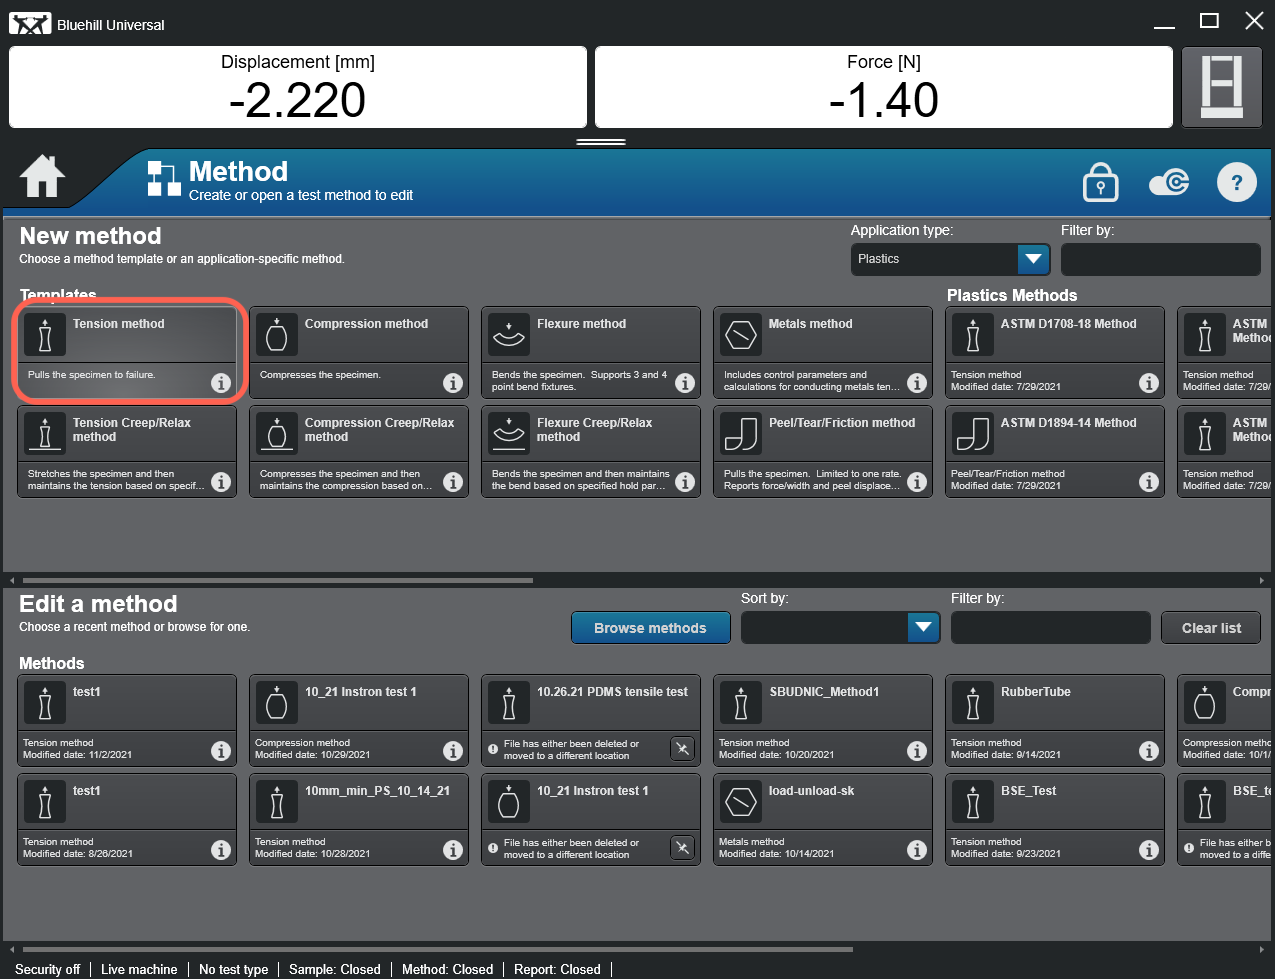 Bluehill Universal
Displacement [mm]
-2.220
Force [N]
-1.40
Method
Create or open a test method to edit
?
New method
Choose a method template or an application-specific method.
Application type:
Plastics
Filter by:
Templates
Plastics Methods
Tension method
Pulls the specimen to failure.
Compression method
Compresses the specimen.
Flexure method
Bends the specimen. Supports 3 and 4
point bend fixtures.
Metals method
Includes control parameters and
calculations for conducting metals ten...
ASTM D1708-18 Method
Tension method
Modified date: 7/29/2021
ASTM
Metho
Tension method
Modified date: 7/29/
Tension Creep/Relax
method
Stretches the specimen and then
maintains the tension based on specif...
Compression Creep/Relax
method
Compresses the specimen and then
maintains the compression based on...
Flexure Creep/Relax
method
Bends the specimen and then maintains
the bend based on specified hold par...
Peel/Tear/Friction method
Pulls the specimen. Limited to one rate.
Reports force/width and peel displace...
ASTM D1894-14 Method
Peel/Tear/Friction method
Modified date: 7/29/2021
ASTM
Metho
Tension method
Modified date: 7/29/
Edit a method
Choose a recent method or browse for one.
Browse methods
Sort by:
Filter by:
Clear list
Methods
test1
Tension method
Modified date: 11/2/2021
10_21 Instron test 1
Compression method
Modified date: 10/29/2021
10.26.21 PDMS tensile test
File has either been deleted or
moved to a different location
SBUDNIC_Method1
Tension method
Modified date: 10/20/2021
RubberTube
Tension method
Modified date: 9/14/2021
Compr
Compression metho
Modified date: 10/1/
test1
Tension method
Modified date: 8/26/2021
10mm_min_PS_10_14_21
Tension method
Modified date: 10/28/2021
10_21 Instron test 1
File has either been deleted or
moved to a different location
load-unload-sk
Metals method
Modified date: 10/14/2021
BSE_Test
Tension method
Modified date: 9/23/2021
BSE_te
File has either b
moved to a diffe
Security off | Live machine | No test type | Sample: Closed | Method: Closed | Report: Closed |